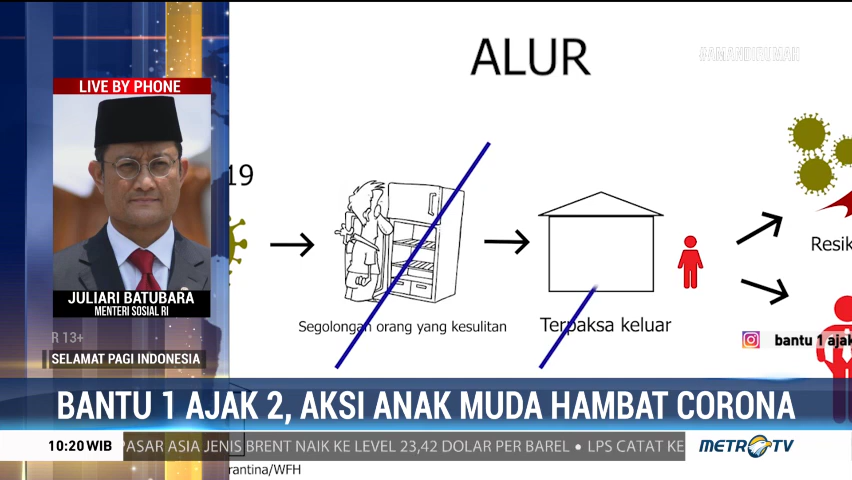 ALUR
#AMANDIRUMAH
LIVE BY PHONE
19
JULIARI BATUBARA
MENTERI SOSIAL RI
Segolongan orang yang kesulitan
Terpaksa keluar
Resik
bantu 1 ajak
R 13+
SELAMAT PAGI INDONESIA
BANTU 1 AJAK 2, AKSI ANAK MUDA HAMBAT CORONA
10:20 WIB
PASAR ASIA JENIS BRENT NAIK KE LEVEL 23,42 DOLAR PER BAREL • LPS CATAT KE
METRO TV
rantina/WFH